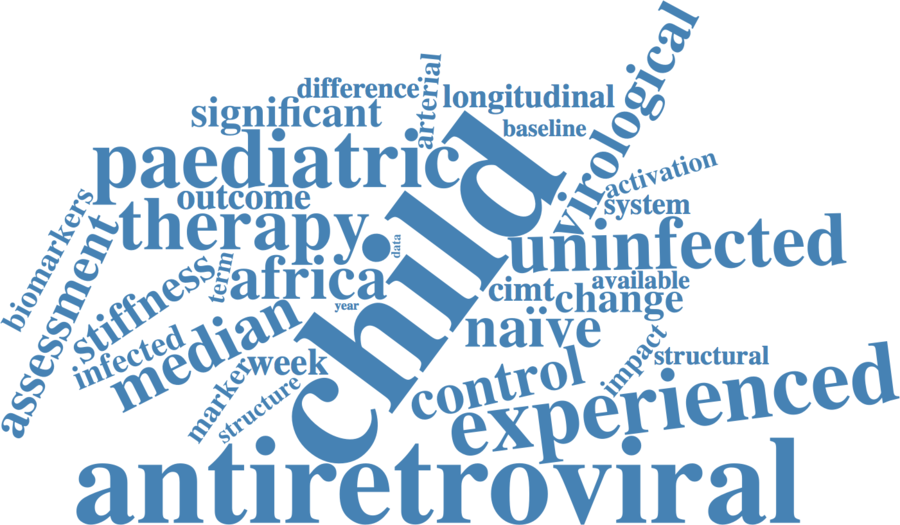 difference
arterial
longitudinal
virological
significant
baseline
paediatric
child
activation
outcome
system
biomarkers
therapy
uninfected
assessment
data
term
africa
stiffness
cimt
available
change
year
median
naïve
infected
week
impact
structural
marker
structure
control
experienced
antiretroviral